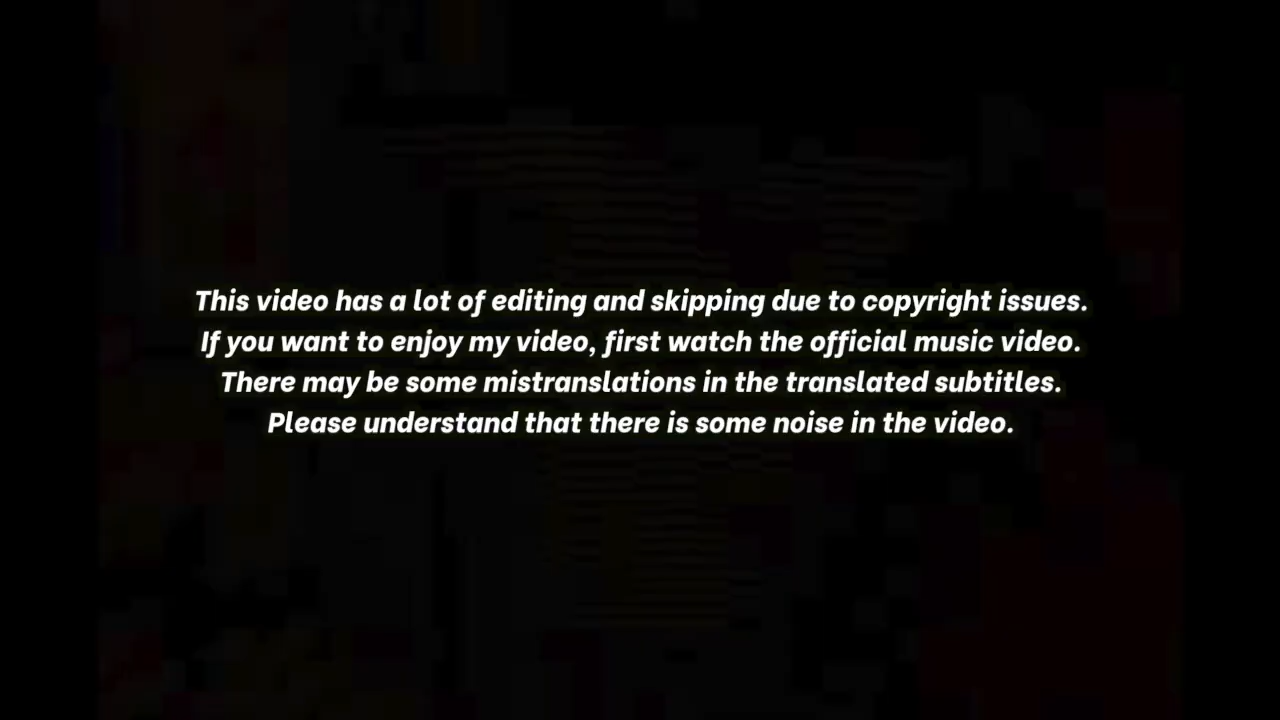 This video has a lot of editing and skipping due to copyright issues.
If you want to enjoy my video, first watch the official music video.
There may be some mistranslations in the translated subtitles.
Please understand that there is some noise in the video.